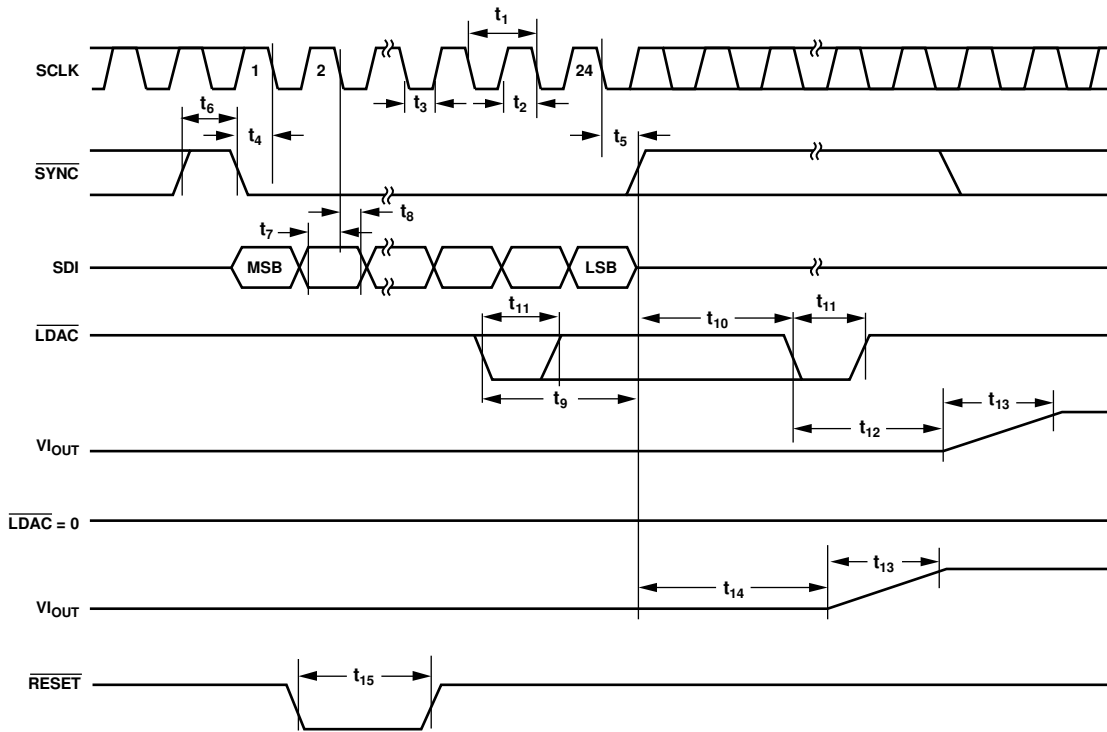 t1
SCLK
1
2
24
t3
t2
t6
t4
t5
SYNC
t8
t7
SDI
MSB
LSB
t11
t10
t11
LDAC
t9
t13
t12
VIOUT
LDAC = 0
t13
t14
VIOUT
t15
RESET